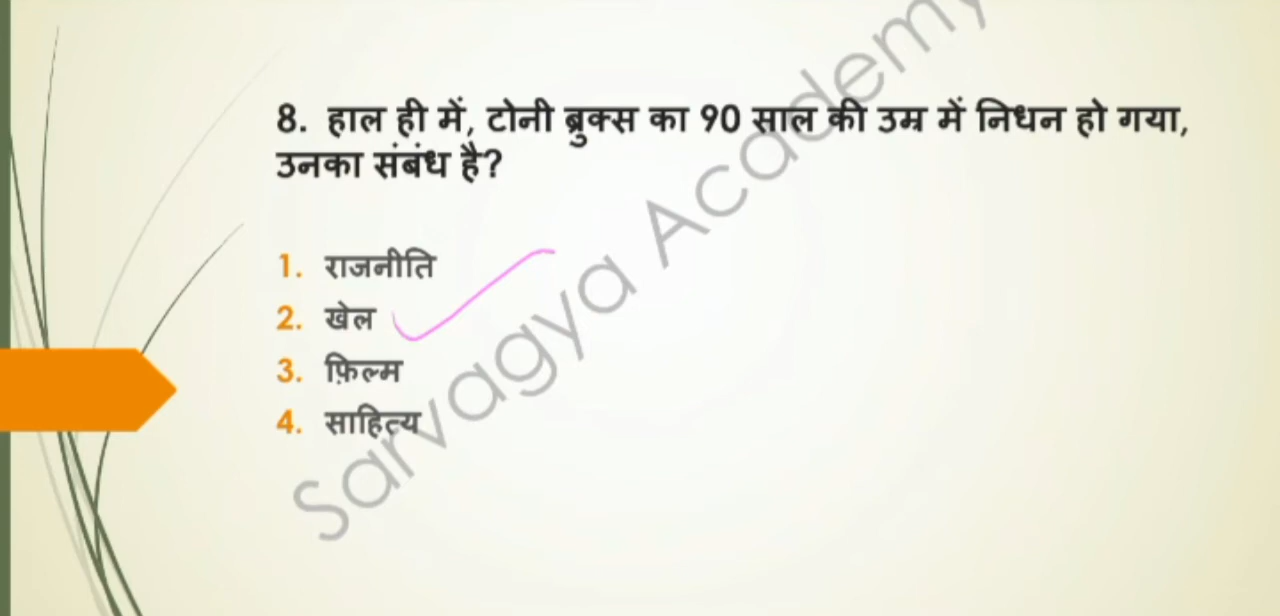 8. हाल ही में, टोनी ब्रुक्स का 90 साल की उम्र में निधन हो गया,
उनका संबंध है?
1. राजनीति
2. खेल
3. फ़िल्म
4. साहित्य
Sarvagya Academy